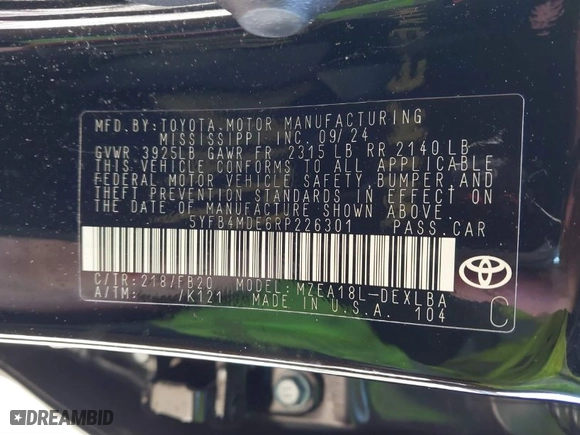 MFD. BY: TOYOTA MOTOR MANUFACTURING
MISSISSIPPI INC. 09/24
GVWR 3925LB GAWR FR 2315 LB RR 2140 LB
THIS VEHICLE CONFORMS TO ALL APPLICABLE
FEDERAL MOTOR VEHICLE SAFETY, BUMPER, AND
THEFT PREVENTION STANDARDS IN EFFECT ON
THE DATE OF MANUFACTURE SHOWN ABOVE.
5YFB4MDE6RP226301 PASS. CAR
C/TR: 218/FB20 MODEL: MZEA18L-DEXLBA
A/TM: /K121 MADE IN U.S.A. 104
C
DREAMBID